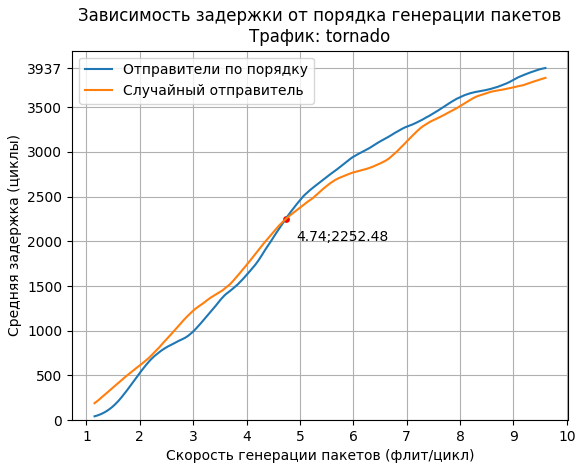 Зависимость задержки от порядка генерации пакетов
Трафик: tornado
Отправители по порядку
Случайный отправитель
Средняя задержка (циклы)
3937
3500
3000
2500
2000
1500
1000
500
0
4.74;2252.48
1 2 3 4 5 6 7 8 9 10
Скорость генерации пакетов (флит/цикл)